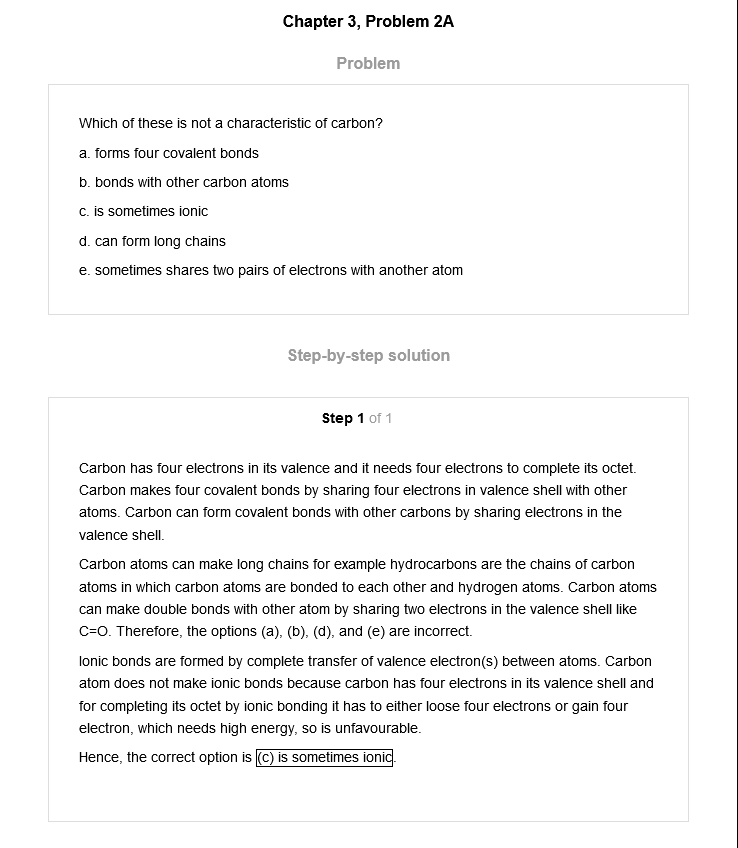 Chapter 3, Problem 2A
Problem
Which of these is not a characteristic of carbon?
a. forms four covalent bonds
b. bonds with other carbon atoms
c. is sometimes ionic
d. can form long chains
e. sometimes shares two pairs of electrons with another atom
Step-by-step solution
Step 1 of 1
Carbon has four electrons in its valence and it needs four electrons to complete its octet.
Carbon makes four covalent bonds by sharing four electrons in valence shell with other
atoms. Carbon can form covalent bonds with other carbons by sharing electrons in the
valence shell.
Carbon atoms can make long chains for example hydrocarbons are the chains of carbon
atoms in which carbon atoms are bonded to each other and hydrogen atoms. Carbon atoms
can make double bonds with other atom by sharing two electrons in the valence shell like
C=O. Therefore, the options (a), (b), (d), and (e) are incorrect.
Ionic bonds are formed by complete transfer of valence electron(s) between atoms. Carbon
atom does not make ionic bonds because carbon has four electrons in its valence shell and
for completing its octet by ionic bonding it has to either loose four electrons or gain four
electron, which needs high energy, so is unfavourable.
Hence, the correct option is (c) is sometimes ionic.